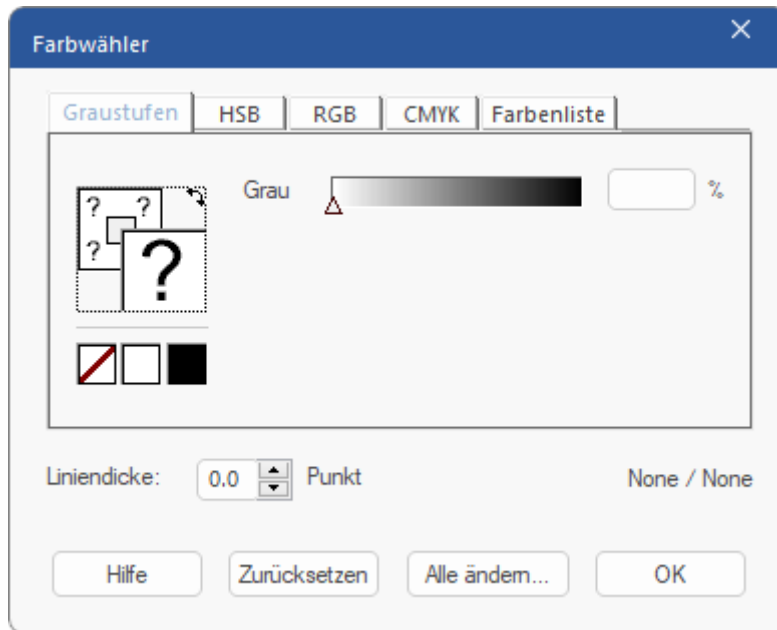 Farbwähler
Graustufen HSB RGB CMYK Farbenliste
Grau %
? ?
? ?
Liniendicke: 0.0 Punkt None / None
Hilfe Zurücksetzen Alle ändern... OK